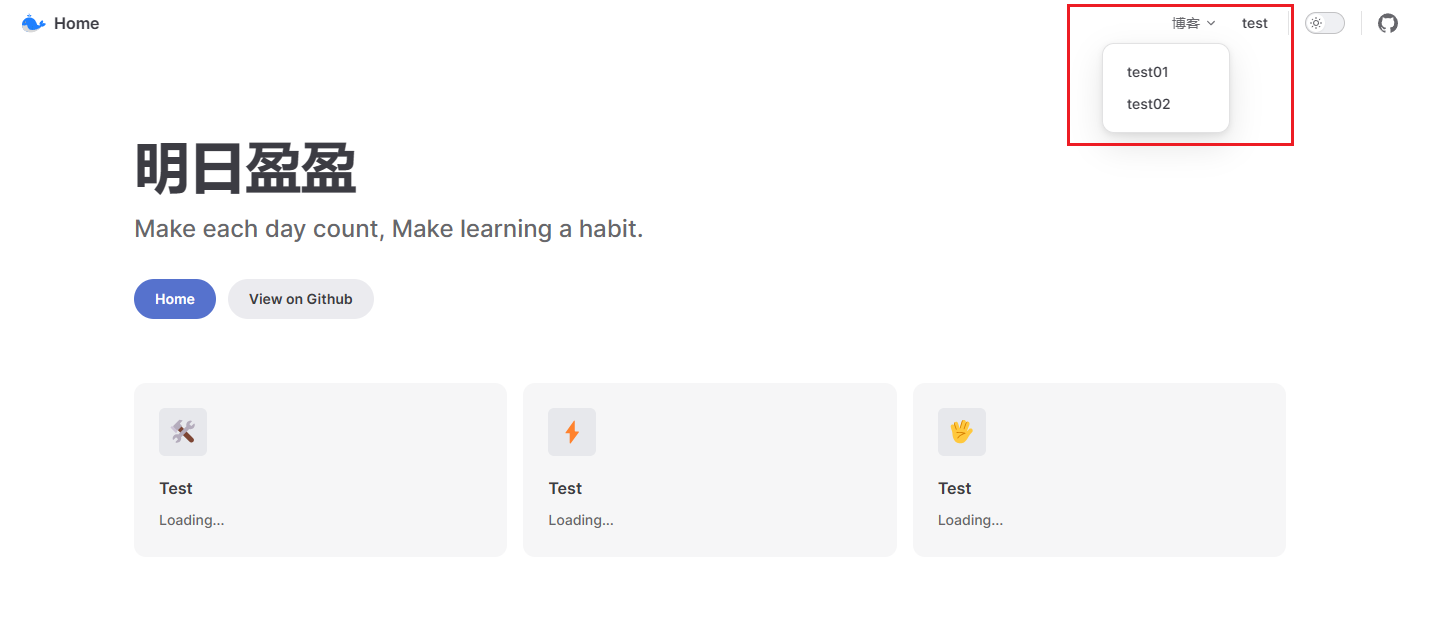 Home
博客
test
test01
test02
明日盈盈
Make each day count, Make learning a habit.
Home
View on Github
Test
Loading...
Test
Loading...
Test
Loading...